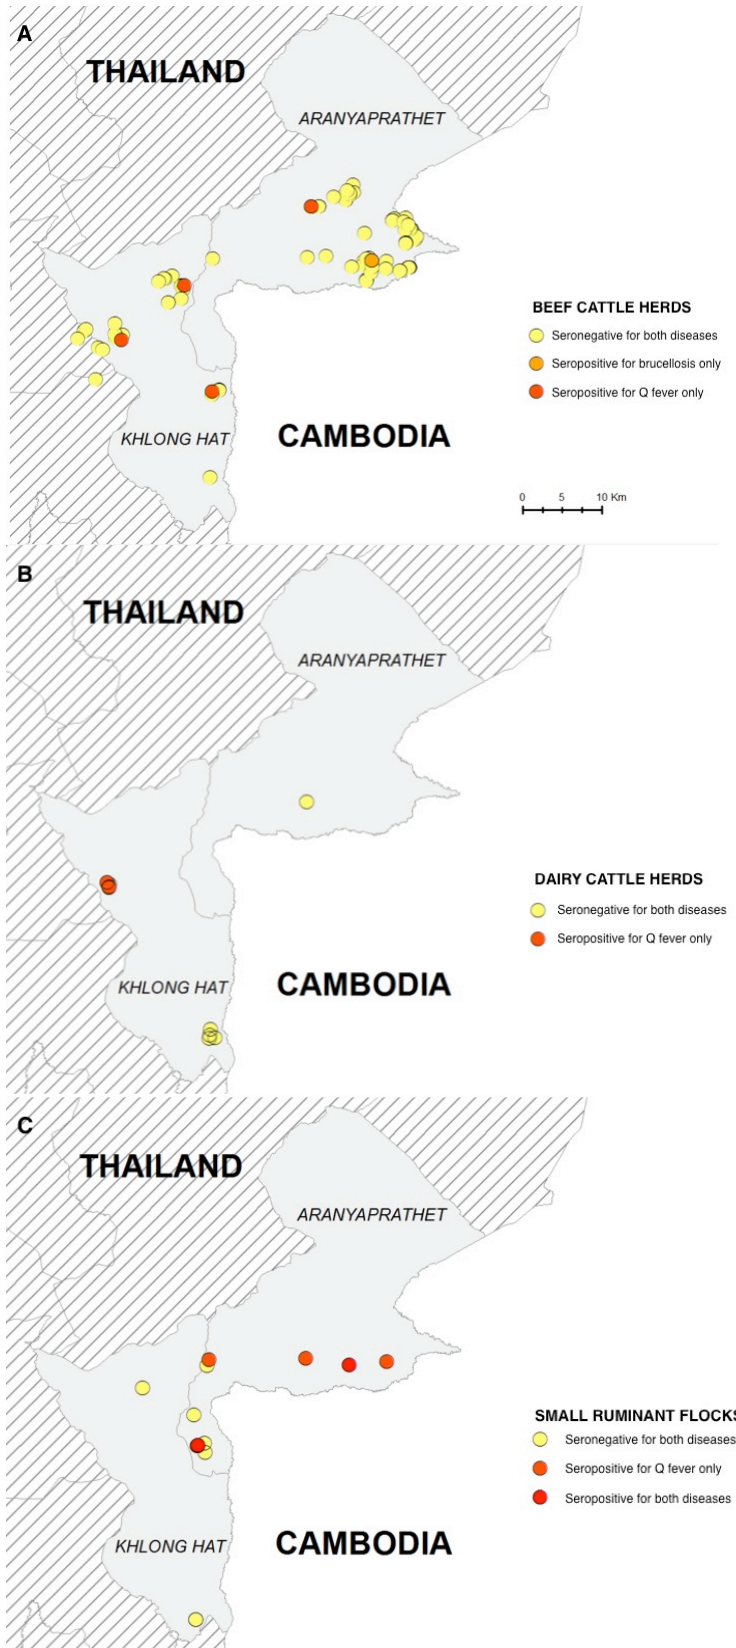 A
THAILAND
ARANYAPRATHET
BEEF CATTLE HERDS
Seronegative for both diseases
Seropositive for brucellosis only
Seropositive for Q fever only
KHLONG HAT
CAMBODIA
0 5 10 Km
B
THAILAND
ARANYAPRATHET
DAIRY CATTLE HERDS
Seronegative for both diseases
Seropositive for Q fever only
KHLONG HAT
CAMBODIA
C
THAILAND
ARANYAPRATHET
SMALL RUMINANT FLOCKS
Seronegative for both diseases
Seropositive for Q fever only
Seropositive for both diseases
KHLONG HAT
CAMBODIA